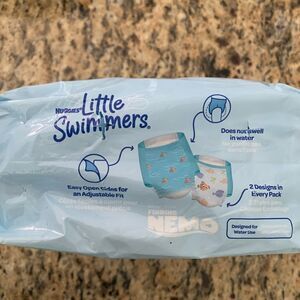 HUGGIES® Little
Swimmers®
Does not swell
in water
Easy Open Sides for
an Adjustable Fit
2 Designs in
Every Pack
FINDING
NEMO
Designed for
Water Use